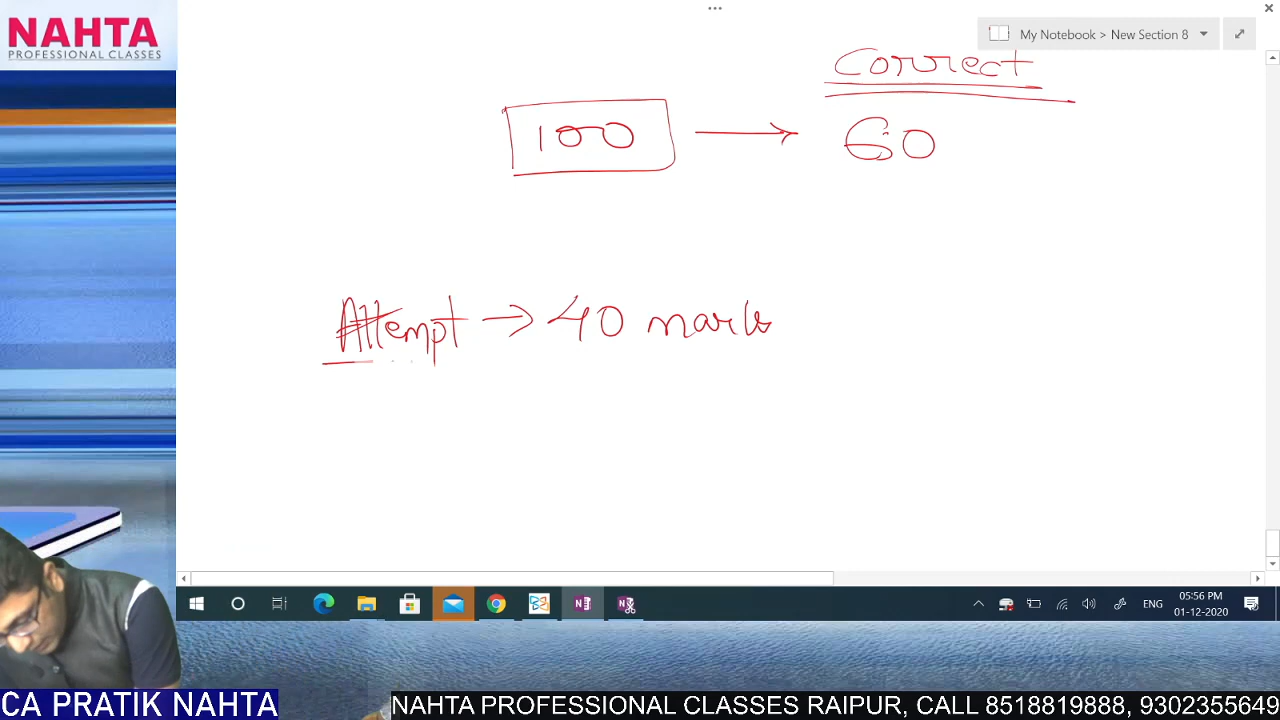 NAHTA
PROFESSIONAL CLASSES
My Notebook > New Section 8
Correct
100 → 60
Attempt → 40 marks
ENG
05:56 PM
01-12-2020
CA PRATIK NAHTA
NAHTA PROFESSIONAL CLASSES RAIPUR, CALL 8518819888, 9302355649